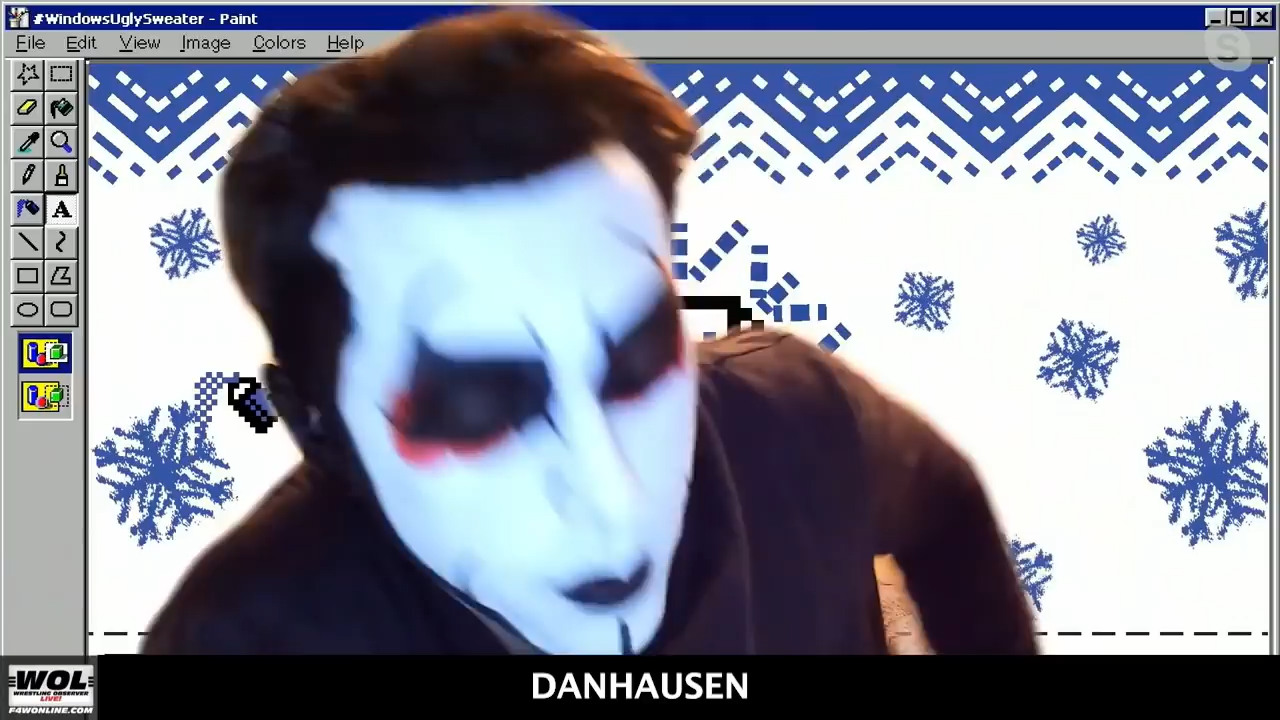 #WindowsUglySweater - Paint
File Edit View Image Colors Help
A
S
WOL
WRESTLING OBSERVER
LIVE!
F4WONLINE.COM
DANHAUSEN